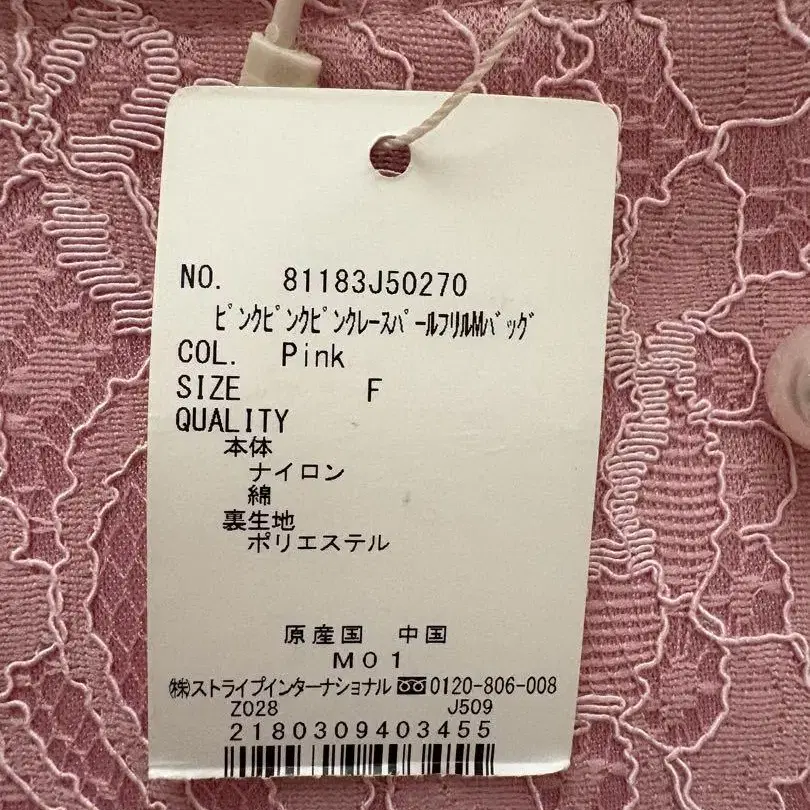 NO. 81183J50270
ﾋﾟﾝｸﾋﾟﾝｸﾋﾟﾝｸﾚｰｽﾊﾟｰﾙﾌﾘﾙMﾊﾞｯｸﾞ
COL. Pink
SIZE F
QUALITY
本体
ナイロン
綿
裏生地
ポリエステル
原産国 中国
M01
㈱ストライプインターナショナル 0120-806-008
Z028 J509
2180309403455